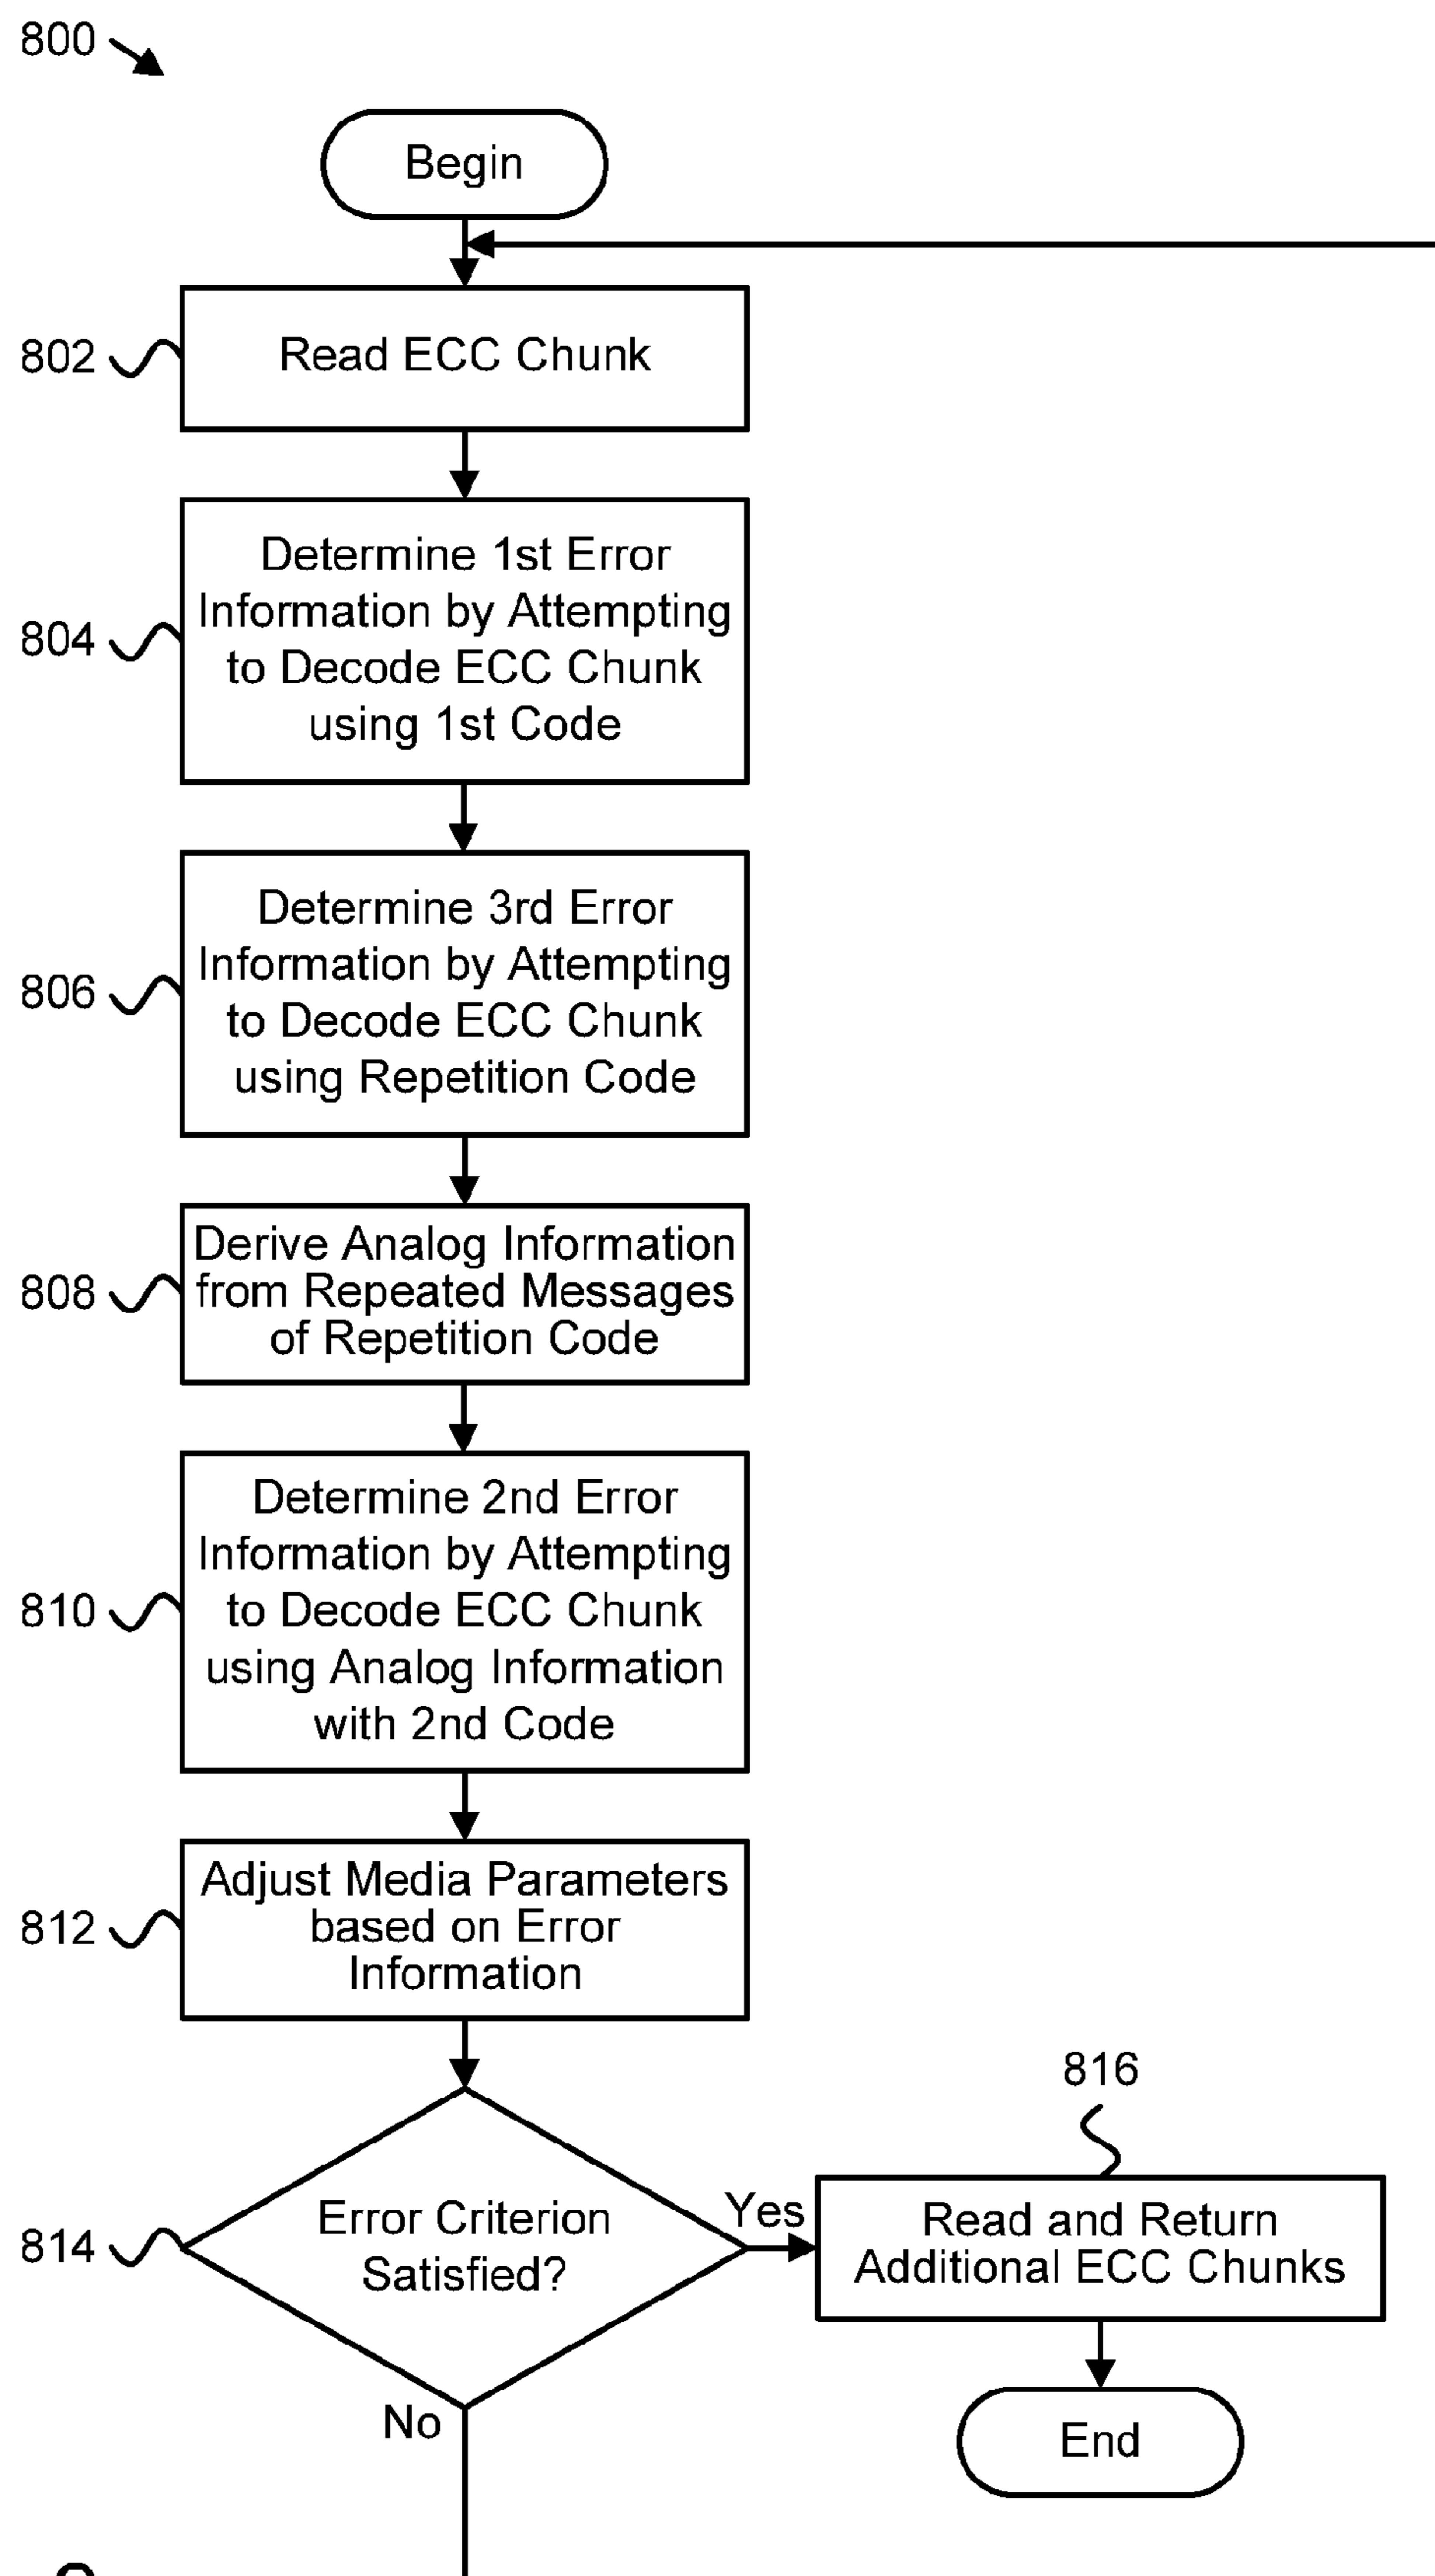 800
Begin
802
Read ECC Chunk
804
Determine 1st Error
Information by Attempting
to Decode ECC Chunk
using 1st Code
806
Determine 3rd Error
Information by Attempting
to Decode ECC Chunk
using Repetition Code
808
Derive Analog Information
from Repeated Messages
of Repetition Code
810
Determine 2nd Error
Information by Attempting
to Decode ECC Chunk
using Analog Information
with 2nd Code
812
Adjust Media Parameters
based on Error
Information
814
Error Criterion
Satisfied?
Yes
No
816
Read and Return
Additional ECC Chunks
End